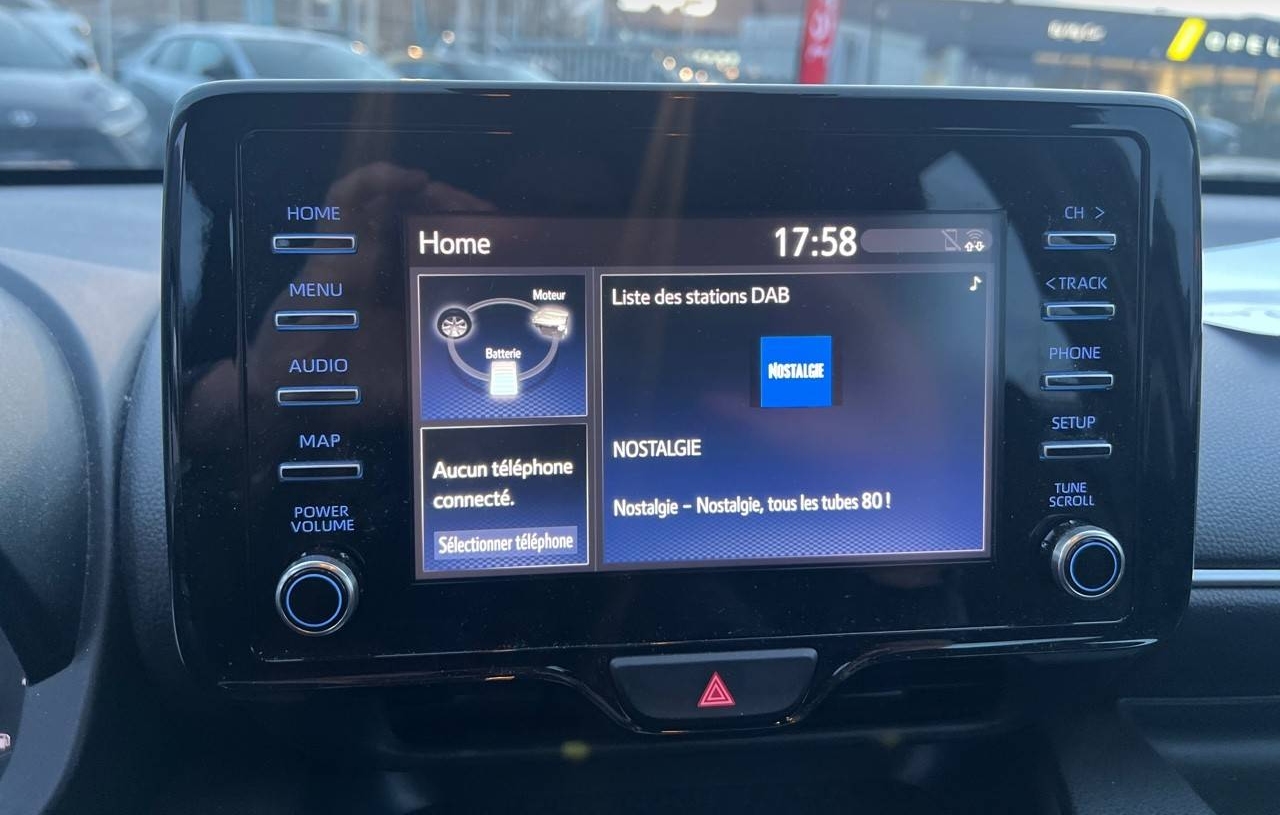 OPEL
HOME
MENU
AUDIO
MAP
POWER
VOLUME
Home
17:58
Moteur
Batterie
Aucun téléphone
connecté.
Sélectionner téléphone
Liste des stations DAB
NOSTALGIE
NOSTALGIE
Nostalgie – Nostalgie, tous les tubes 80 !
CH >
< TRACK
PHONE
SETUP
TUNE
SCROLL